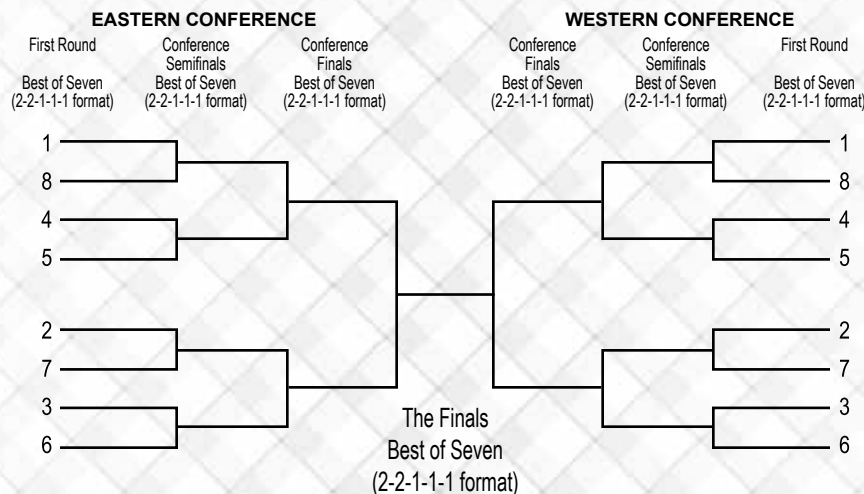 EASTERN CONFERENCE
First Round
Best of Seven
(2-2-1-1-1 format)
Conference
Semifinals
Best of Seven
(2-2-1-1-1 format)
Conference
Finals
Best of Seven
(2-2-1-1-1 format)
1
8
4
5
2
7
3
6
WESTERN CONFERENCE
Conference
Finals
Best of Seven
(2-2-1-1-1 format)
Conference
Semifinals
Best of Seven
(2-2-1-1-1 format)
First Round
Best of Seven
(2-2-1-1-1 format)
1
8
4
5
2
7
3
6
The Finals
Best of Seven
(2-2-1-1-1 format)